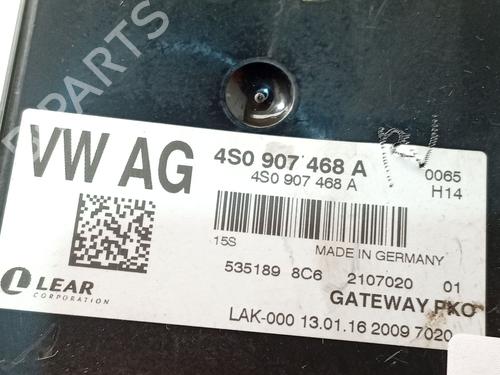 B-PARTS
VW AG
4S0 907 468 A
0065
4S0 907 468 A
H14
15S
MADE IN GERMANY
535189 8C6 2107020 01
LEAR
CORPORATION
GATEWAY PKO
LAK-000 13.01.16 2009 7020